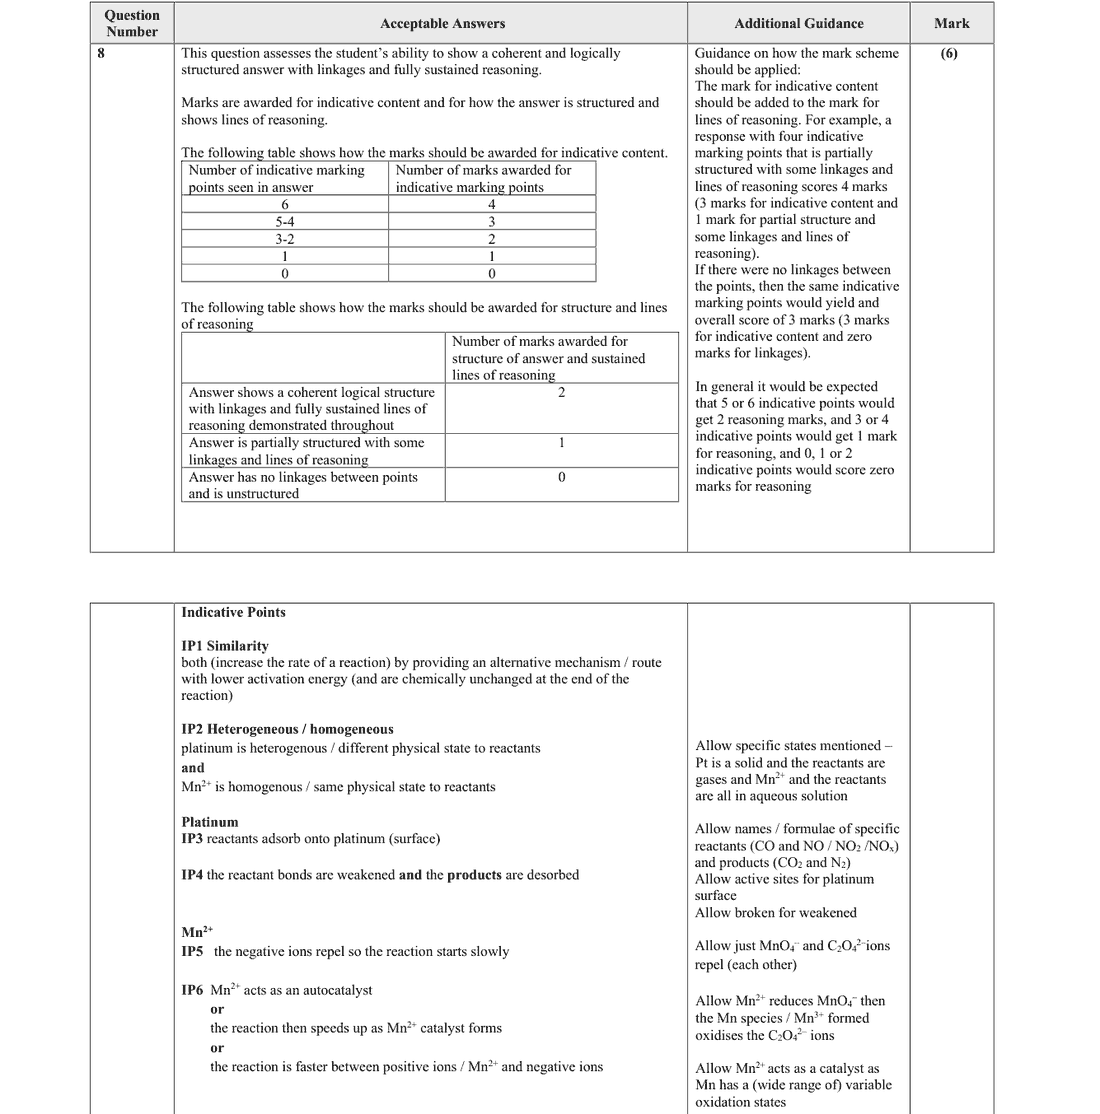 Question Number
Acceptable Answers
Additional Guidance
Mark
8
This question assesses the student's ability to show a coherent and logically
structured answer with linkages and fully sustained reasoning.
Marks are awarded for indicative content and for how the answer is structured and
shows lines of reasoning.
The following table shows how the marks should be awarded for indicative content.
Number of indicative marking
points seen in answer
Number of marks awarded for
indicative marking points
6
4
5-4
3
3-2
2
1
1
0
0
The following table shows how the marks should be awarded for structure and lines
of reasoning
Number of marks awarded for
structure of answer and sustained
lines of reasoning
Answer shows a coherent logical structure
with linkages and fully sustained lines of
reasoning demonstrated throughout
2
Answer is partially structured with some
linkages and lines of reasoning
1
Answer has no linkages between points
and is unstructured
0
Guidance on how the mark scheme
should be applied:
The mark for indicative content
should be added to the mark for
lines of reasoning. For example, a
response with four indicative
marking points that is partially
structured with some linkages and
lines of reasoning scores 4 marks
(3 marks for indicative content and
1 mark for partial structure and
some linkages and lines of
reasoning).
If there were no linkages between
the points, then the same indicative
marking points would yield and
overall score of 3 marks (3 marks
for indicative content and zero
marks for linkages).
In general it would be expected
that 5 or 6 indicative points would
get 2 reasoning marks, and 3 or 4
indicative points would get 1 mark
for reasoning, and 0, 1 or 2
indicative points would score zero
marks for reasoning
(6)
Indicative Points
IP1 Similarity
both (increase the rate of a reaction) by providing an alternative mechanism / route
with lower activation energy (and are chemically unchanged at the end of the
reaction)
IP2 Heterogeneous / homogeneous
platinum is heterogenous / different physical state to reactants
and
Mn²⁺ is homogenous / same physical state to reactants
Platinum
IP3 reactants adsorb onto platinum (surface)
IP4 the reactant bonds are weakened and the products are desorbed
Mn²⁺
IP5 the negative ions repel so the reaction starts slowly
IP6 Mn²⁺ acts as an autocatalyst
or
the reaction then speeds up as Mn²⁺ catalyst forms
or
the reaction is faster between positive ions / Mn²⁺ and negative ions
Allow specific states mentioned –
Pt is a solid and the reactants are
gases and Mn²⁺ and the reactants
are all in aqueous solution
Allow names / formulae of specific
reactants (CO and NO / NO₂ /NOₓ)
and products (CO₂ and N₂)
Allow active sites for platinum
surface
Allow broken for weakened
Allow just MnO₄⁻ and C₂O₄²⁻ions
repel (each other)
Allow Mn²⁺ reduces MnO₄⁻ then
the Mn species / Mn³⁺ formed
oxidises the C₂O₄²⁻ ions
Allow Mn²⁺ acts as a catalyst as
Mn has a (wide range of) variable
oxidation states